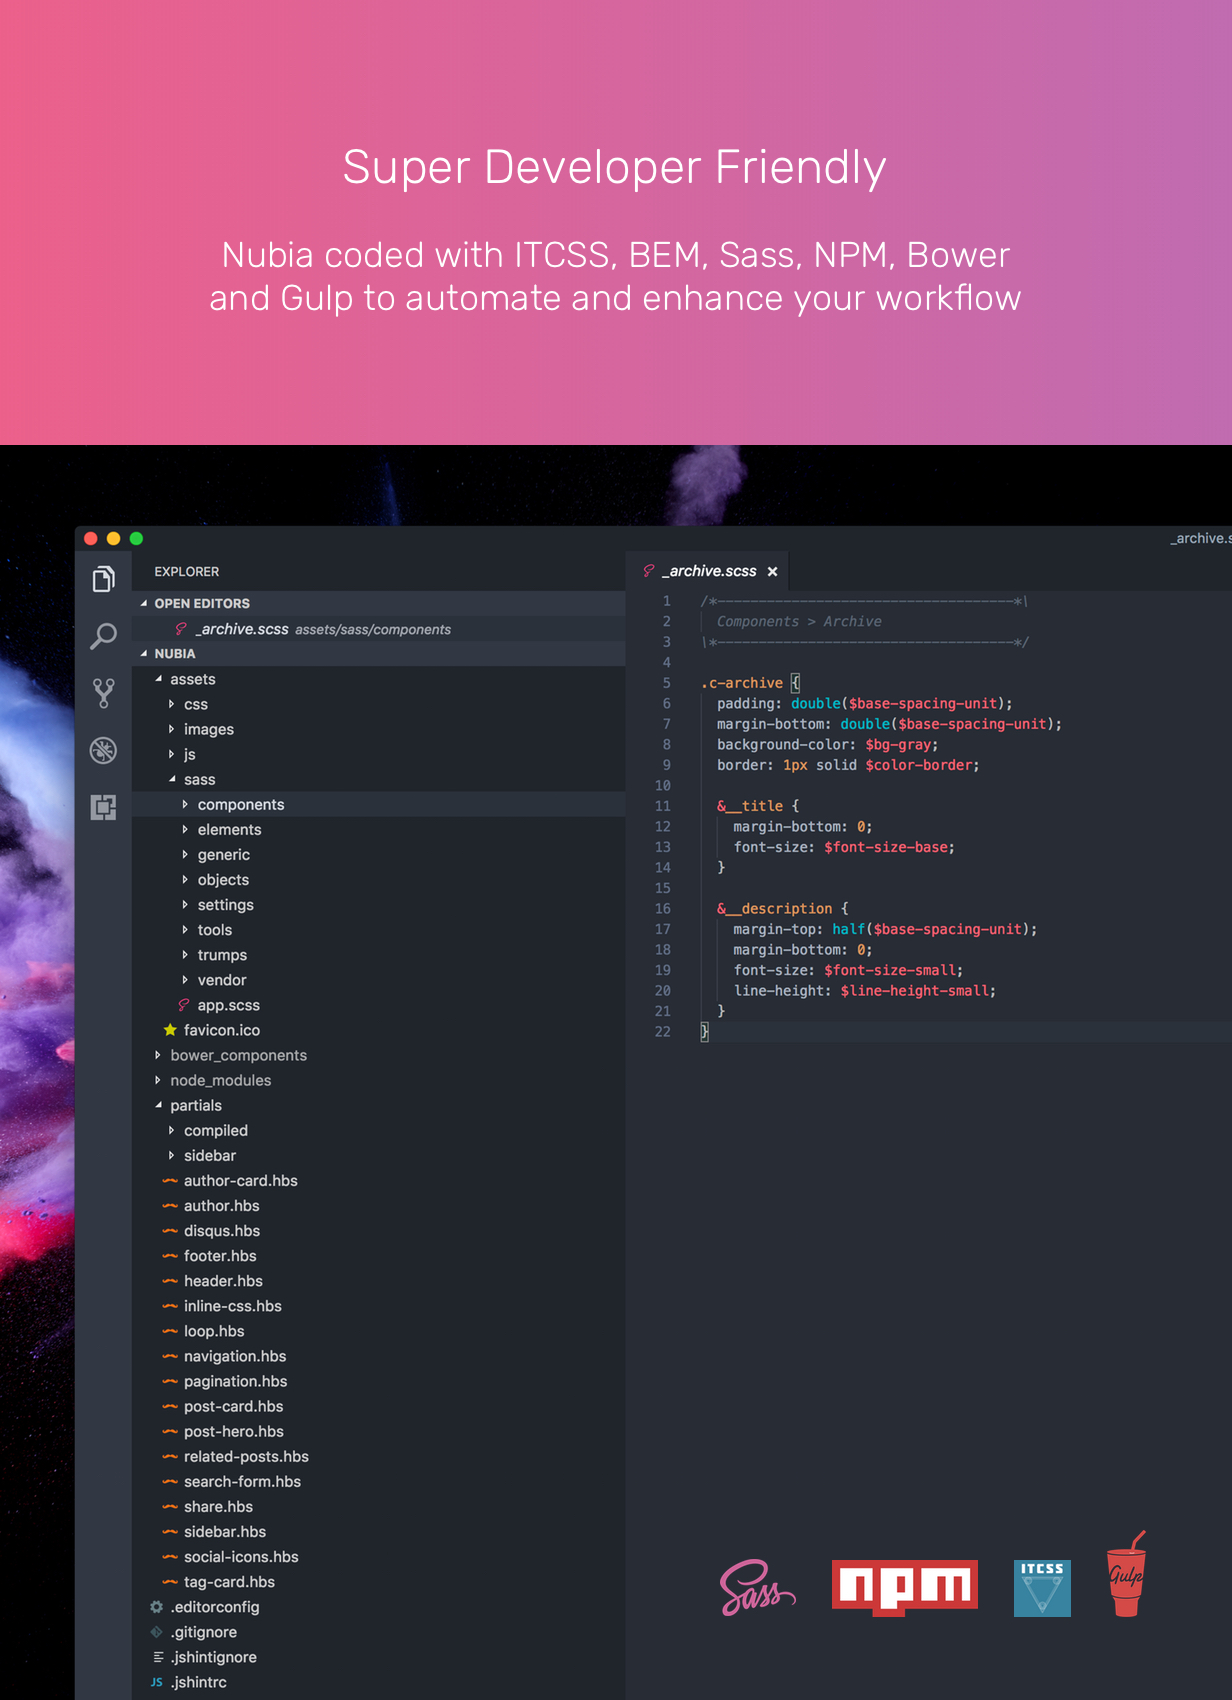 Super Developer Friendly
Nubia coded with ITCSS, BEM, Sass, NPM, Bower
and Gulp to automate and enhance your workflow
_archive.s
EXPLORER
OPEN EDITORS
_archive.scss assets/sass/components
NUBIA
assets
css
images
js
sass
components
elements
generic
objects
settings
tools
trumps
vendor
app.scss
favicon.ico
bower_components
node_modules
partials
compiled
sidebar
author-card.hbs
author.hbs
disqus.hbs
footer.hbs
header.hbs
inline-css.hbs
loop.hbs
navigation.hbs
pagination.hbs
post-card.hbs
post-hero.hbs
related-posts.hbs
search-form.hbs
share.hbs
sidebar.hbs
social-icons.hbs
tag-card.hbs
.editorconfig
.gitignore
.jshintignore
JS .jshintrc
_archive.scss ×
1 /*------------------------------------*\
2   Components > Archive
3 \*------------------------------------*/
4
5 .c-archive {
6   padding: double($base-spacing-unit);
7   margin-bottom: double($base-spacing-unit);
8   background-color: $bg-gray;
9   border: 1px solid $color-border;
10
11   &__title {
12     margin-bottom: 0;
13     font-size: $font-size-base;
14   }
15
16   &__description {
17     margin-top: half($base-spacing-unit);
18     margin-bottom: 0;
19     font-size: $font-size-small;
20     line-height: $line-height-small;
21   }
22 }
Sass
npm
ITCSS
Gulp